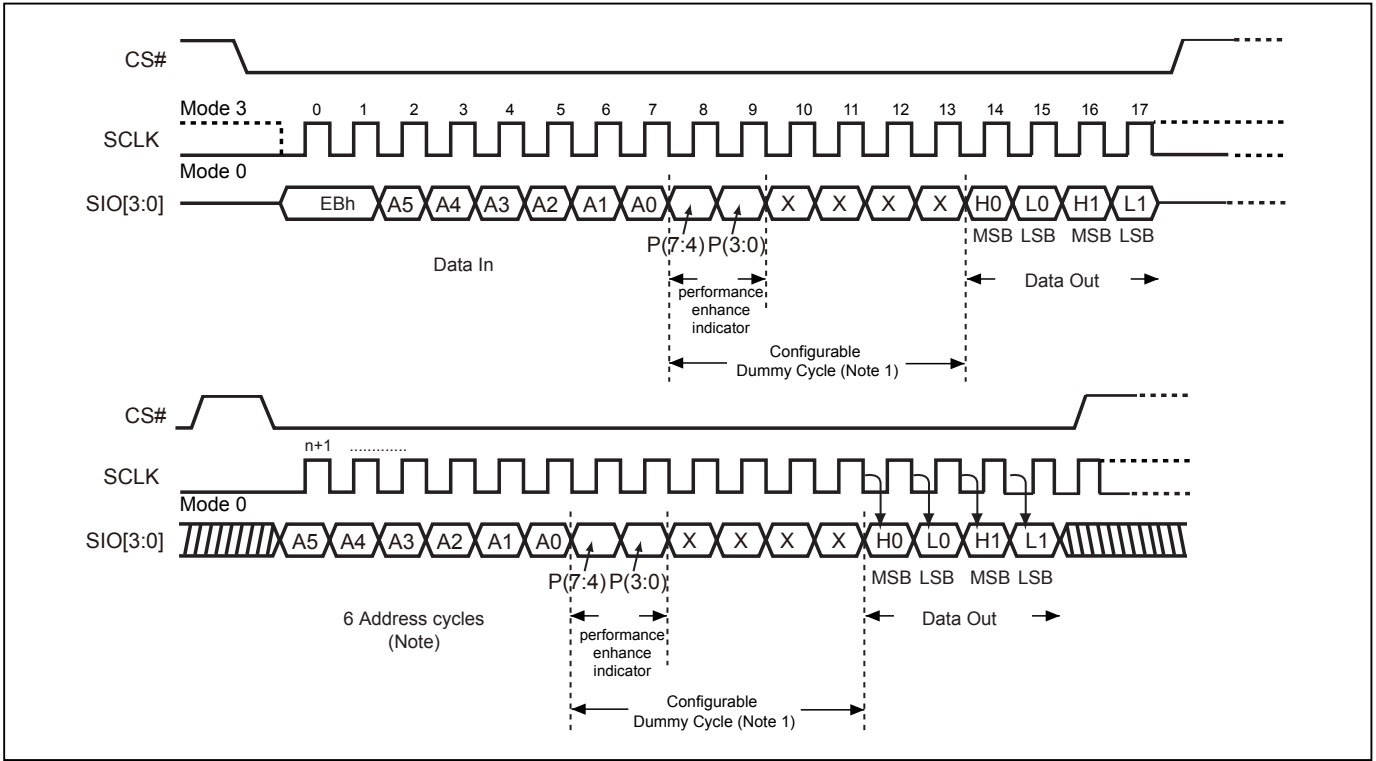 CS#
Mode 3
0 1 2 3 4 5 6 7 8 9 10 11 12 13 14 15 16 17
SCLK
Mode 0
SIO[3:0] EBh A5 A4 A3 A2 A1 A0 X X X X H0 L0 H1 L1
P(7:4) P(3:0) MSB LSB MSB LSB
Data In
Data Out
performance
enhance
indicator
Configurable
Dummy Cycle (Note 1)
CS#
n+1 .............
SCLK
Mode 0
SIO[3:0] A5 A4 A3 A2 A1 A0 X X X X H0 L0 H1 L1
P(7:4) P(3:0) MSB LSB MSB LSB
6 Address cycles
(Note)
Data Out
performance
enhance
indicator
Configurable
Dummy Cycle (Note 1)